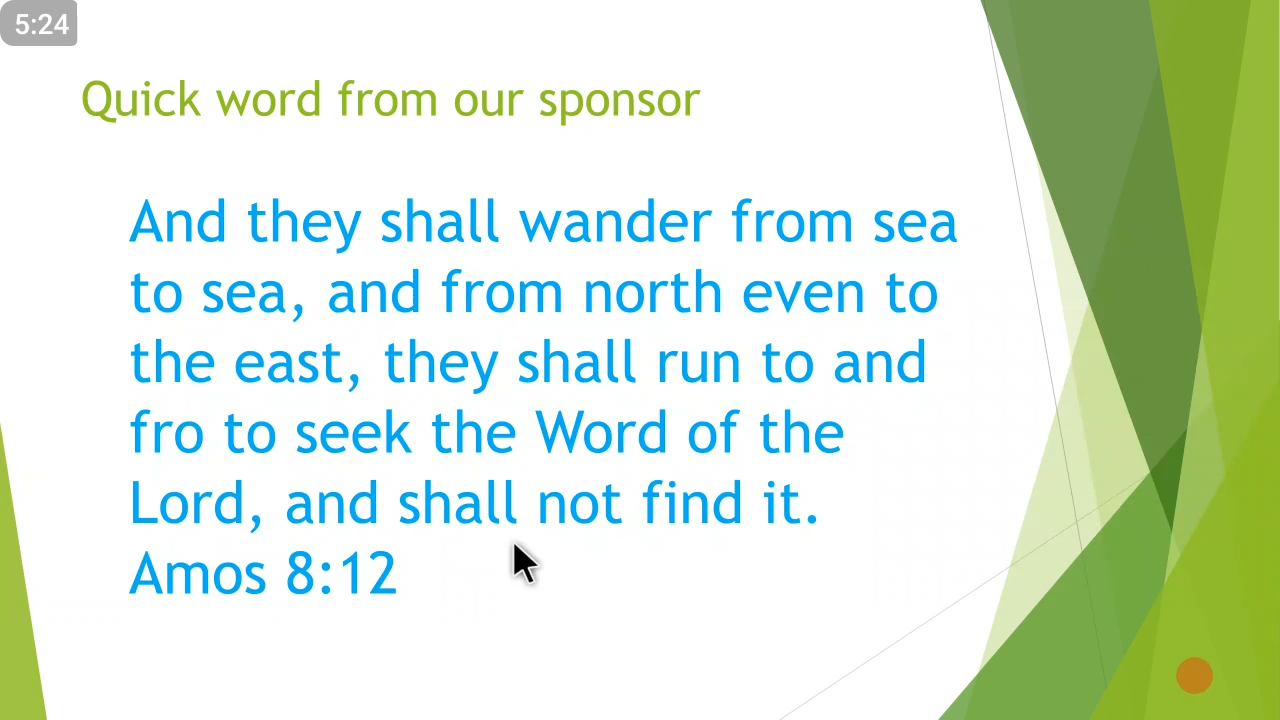 5:24
Quick word from our sponsor
And they shall wander from sea
to sea, and from north even to
the east, they shall run to and
fro to seek the Word of the
Lord, and shall not find it.
Amos 8:12